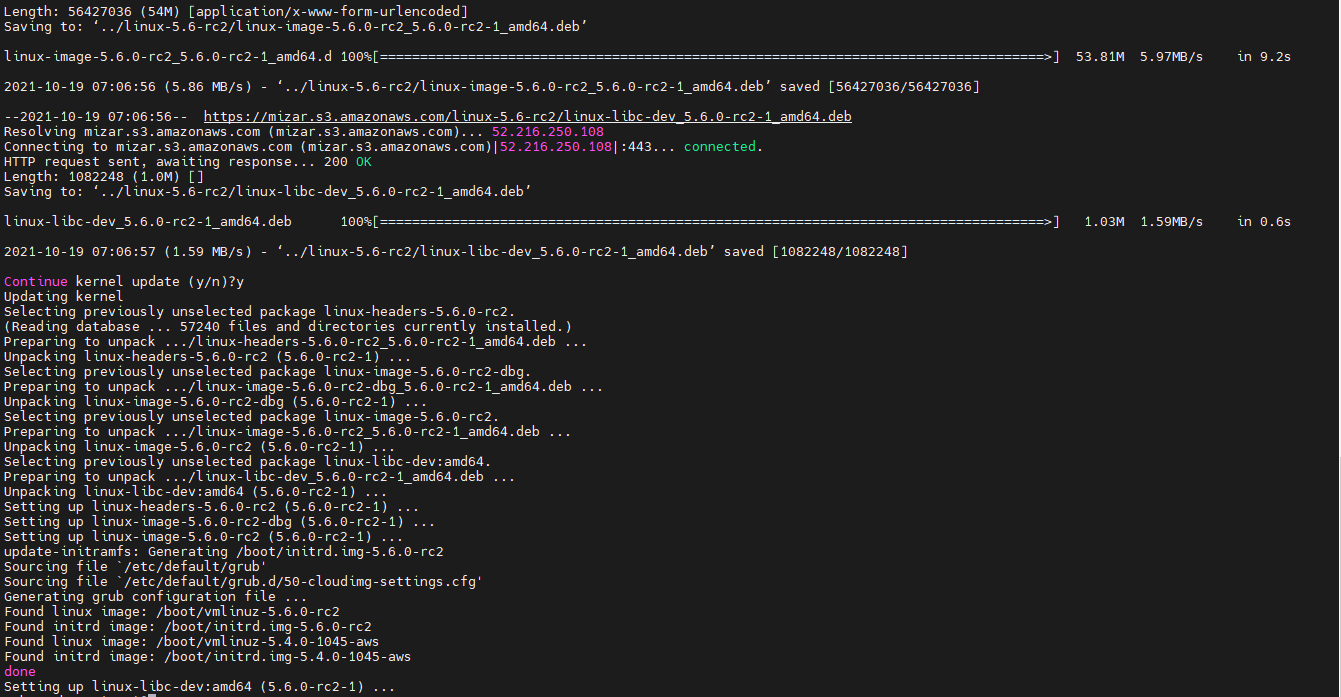 Length: 56427036 (54M) [application/x-www-form-urlencoded]
Saving to: ‘../linux-5.6-rc2/linux-image-5.6.0-rc2_5.6.0-rc2-1_amd64.deb’
linux-image-5.6.0-rc2_5.6.0-rc2-1_amd64.d 100%[===================================================================================>]  53.81M  5.97MB/s    in 9.2s
2021-10-19 07:06:56 (5.86 MB/s) - ‘../linux-5.6-rc2/linux-image-5.6.0-rc2_5.6.0-rc2-1_amd64.deb’ saved [56427036/56427036]
--2021-10-19 07:06:56--  https://mizar.s3.amazonaws.com/linux-5.6-rc2/linux-libc-dev_5.6.0-rc2-1_amd64.deb
Resolving mizar.s3.amazonaws.com (mizar.s3.amazonaws.com)... 52.216.250.108
Connecting to mizar.s3.amazonaws.com (mizar.s3.amazonaws.com)|52.216.250.108|:443... connected.
HTTP request sent, awaiting response... 200 OK
Length: 1082248 (1.0M) []
Saving to: ‘../linux-5.6-rc2/linux-libc-dev_5.6.0-rc2-1_amd64.deb’
linux-libc-dev_5.6.0-rc2-1_amd64.deb      100%[===================================================================================>]   1.03M  1.59MB/s    in 0.6s
2021-10-19 07:06:57 (1.59 MB/s) - ‘../linux-5.6-rc2/linux-libc-dev_5.6.0-rc2-1_amd64.deb’ saved [1082248/1082248]
Continue kernel update (y/n)?y
Updating kernel
Selecting previously unselected package linux-headers-5.6.0-rc2.
(Reading database ... 57240 files and directories currently installed.)
Preparing to unpack .../linux-headers-5.6.0-rc2_5.6.0-rc2-1_amd64.deb ...
Unpacking linux-headers-5.6.0-rc2 (5.6.0-rc2-1) ...
Selecting previously unselected package linux-image-5.6.0-rc2-dbg.
Preparing to unpack .../linux-image-5.6.0-rc2-dbg_5.6.0-rc2-1_amd64.deb ...
Unpacking linux-image-5.6.0-rc2-dbg (5.6.0-rc2-1) ...
Selecting previously unselected package linux-image-5.6.0-rc2.
Preparing to unpack .../linux-image-5.6.0-rc2_5.6.0-rc2-1_amd64.deb ...
Unpacking linux-image-5.6.0-rc2 (5.6.0-rc2-1) ...
Selecting previously unselected package linux-libc-dev:amd64.
Preparing to unpack .../linux-libc-dev_5.6.0-rc2-1_amd64.deb ...
Unpacking linux-libc-dev:amd64 (5.6.0-rc2-1) ...
Setting up linux-headers-5.6.0-rc2 (5.6.0-rc2-1) ...
Setting up linux-image-5.6.0-rc2-dbg (5.6.0-rc2-1) ...
Setting up linux-image-5.6.0-rc2 (5.6.0-rc2-1) ...
update-initramfs: Generating /boot/initrd.img-5.6.0-rc2
Sourcing file `/etc/default/grub'
Sourcing file `/etc/default/grub.d/50-cloudimg-settings.cfg'
Generating grub configuration file ...
Found linux image: /boot/vmlinuz-5.6.0-rc2
Found initrd image: /boot/initrd.img-5.6.0-rc2
Found linux image: /boot/vmlinuz-5.4.0-1045-aws
Found initrd image: /boot/initrd.img-5.4.0-1045-aws
done
Setting up linux-libc-dev:amd64 (5.6.0-rc2-1) ...